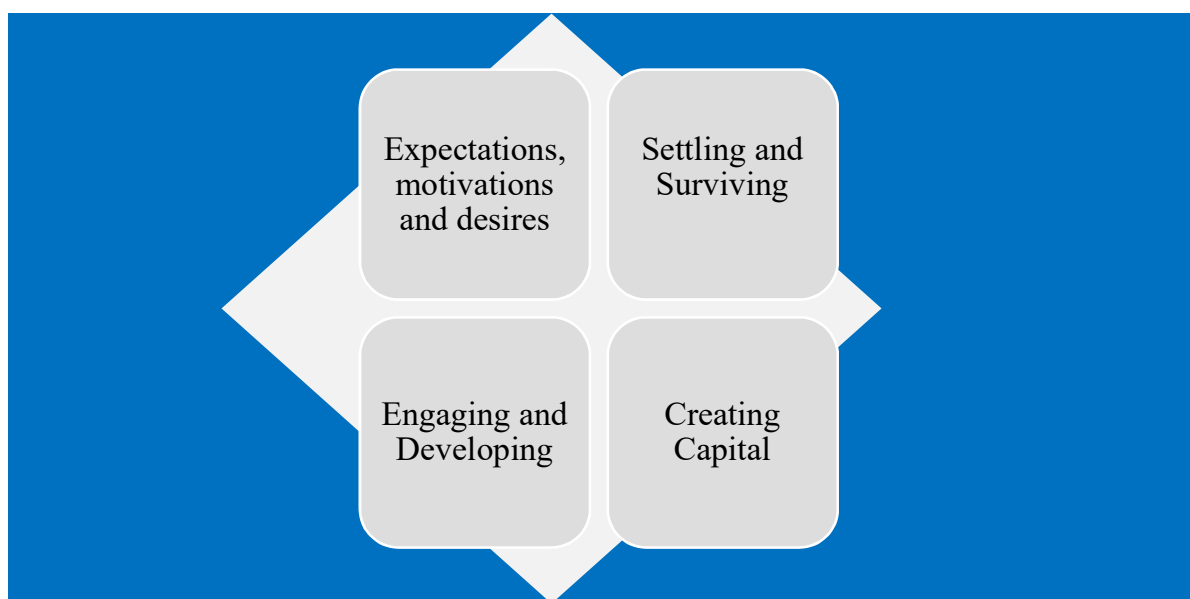 Expectations,
motivations
and desires
Settling and
Surviving
Engaging and
Developing
Creating
Capital